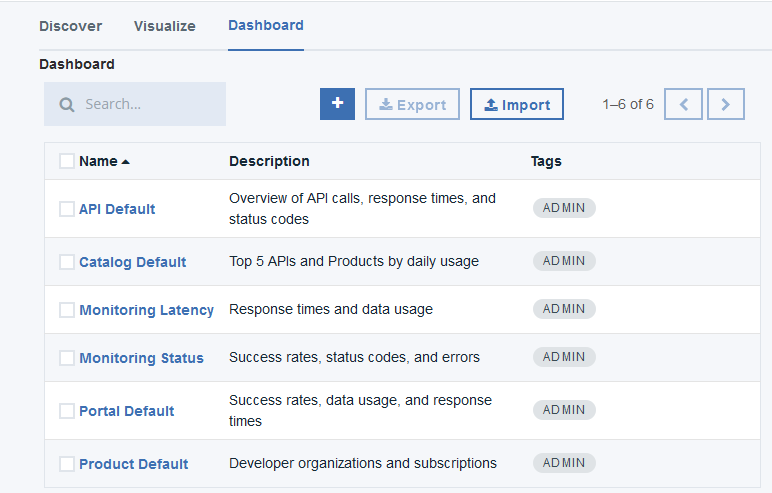 Discover Visualize Dashboard
Dashboard
Search... + Export Import 1–6 of 6
Name Description Tags
API Default Overview of API calls, response times, and status codes ADMIN
Catalog Default Top 5 APIs and Products by daily usage ADMIN
Monitoring Latency Response times and data usage ADMIN
Monitoring Status Success rates, status codes, and errors ADMIN
Portal Default Success rates, data usage, and response times ADMIN
Product Default Developer organizations and subscriptions ADMIN